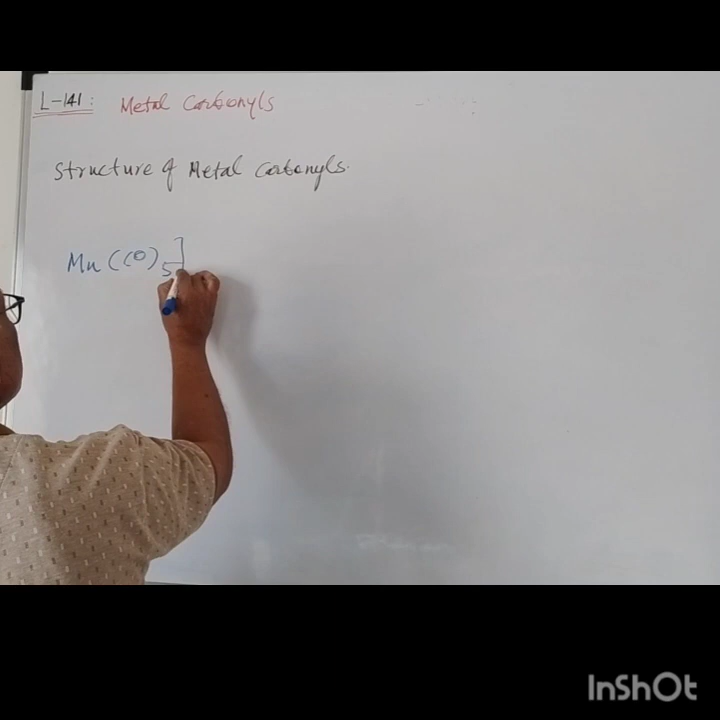 L-141: Metal Carbonyls
Structure of Metal Carbonyls.
Mn(CO)5]
InShOt